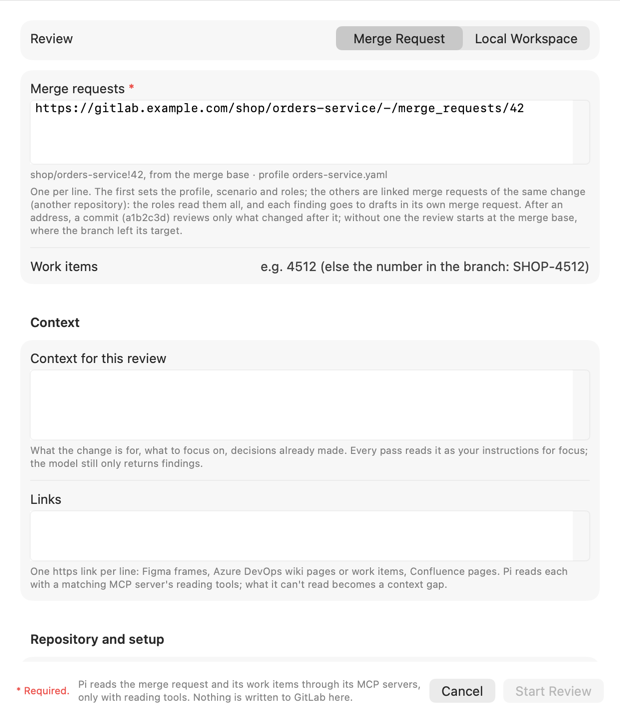 Review
Merge Request
Local Workspace
Merge requests *
https://gitlab.example.com/shop/orders-service/-/merge_requests/42
shop/orders-service!42, from the merge base · profile orders-service.yaml
One per line. The first sets the profile, scenario and roles; the others are linked merge requests of the same change
(another repository): the roles read them all, and each finding goes to drafts in its own merge request. After an
address, a commit (a1b2c3d) reviews only what changed after it; without one the review starts at the merge base,
where the branch left its target.
Work items
e.g. 4512 (else the number in the branch: SHOP-4512)
Context
Context for this review
What the change is for, what to focus on, decisions already made. Every pass reads it as your instructions for focus;
the model still only returns findings.
Links
One https link per line: Figma frames, Azure DevOps wiki pages or work items, Confluence pages. Pi reads each
with a matching MCP server's reading tools; what it can't read becomes a context gap.
Repository and setup
* Required.
Pi reads the merge request and its work items through its MCP servers,
only with reading tools. Nothing is written to GitLab here.
Cancel
Start Review